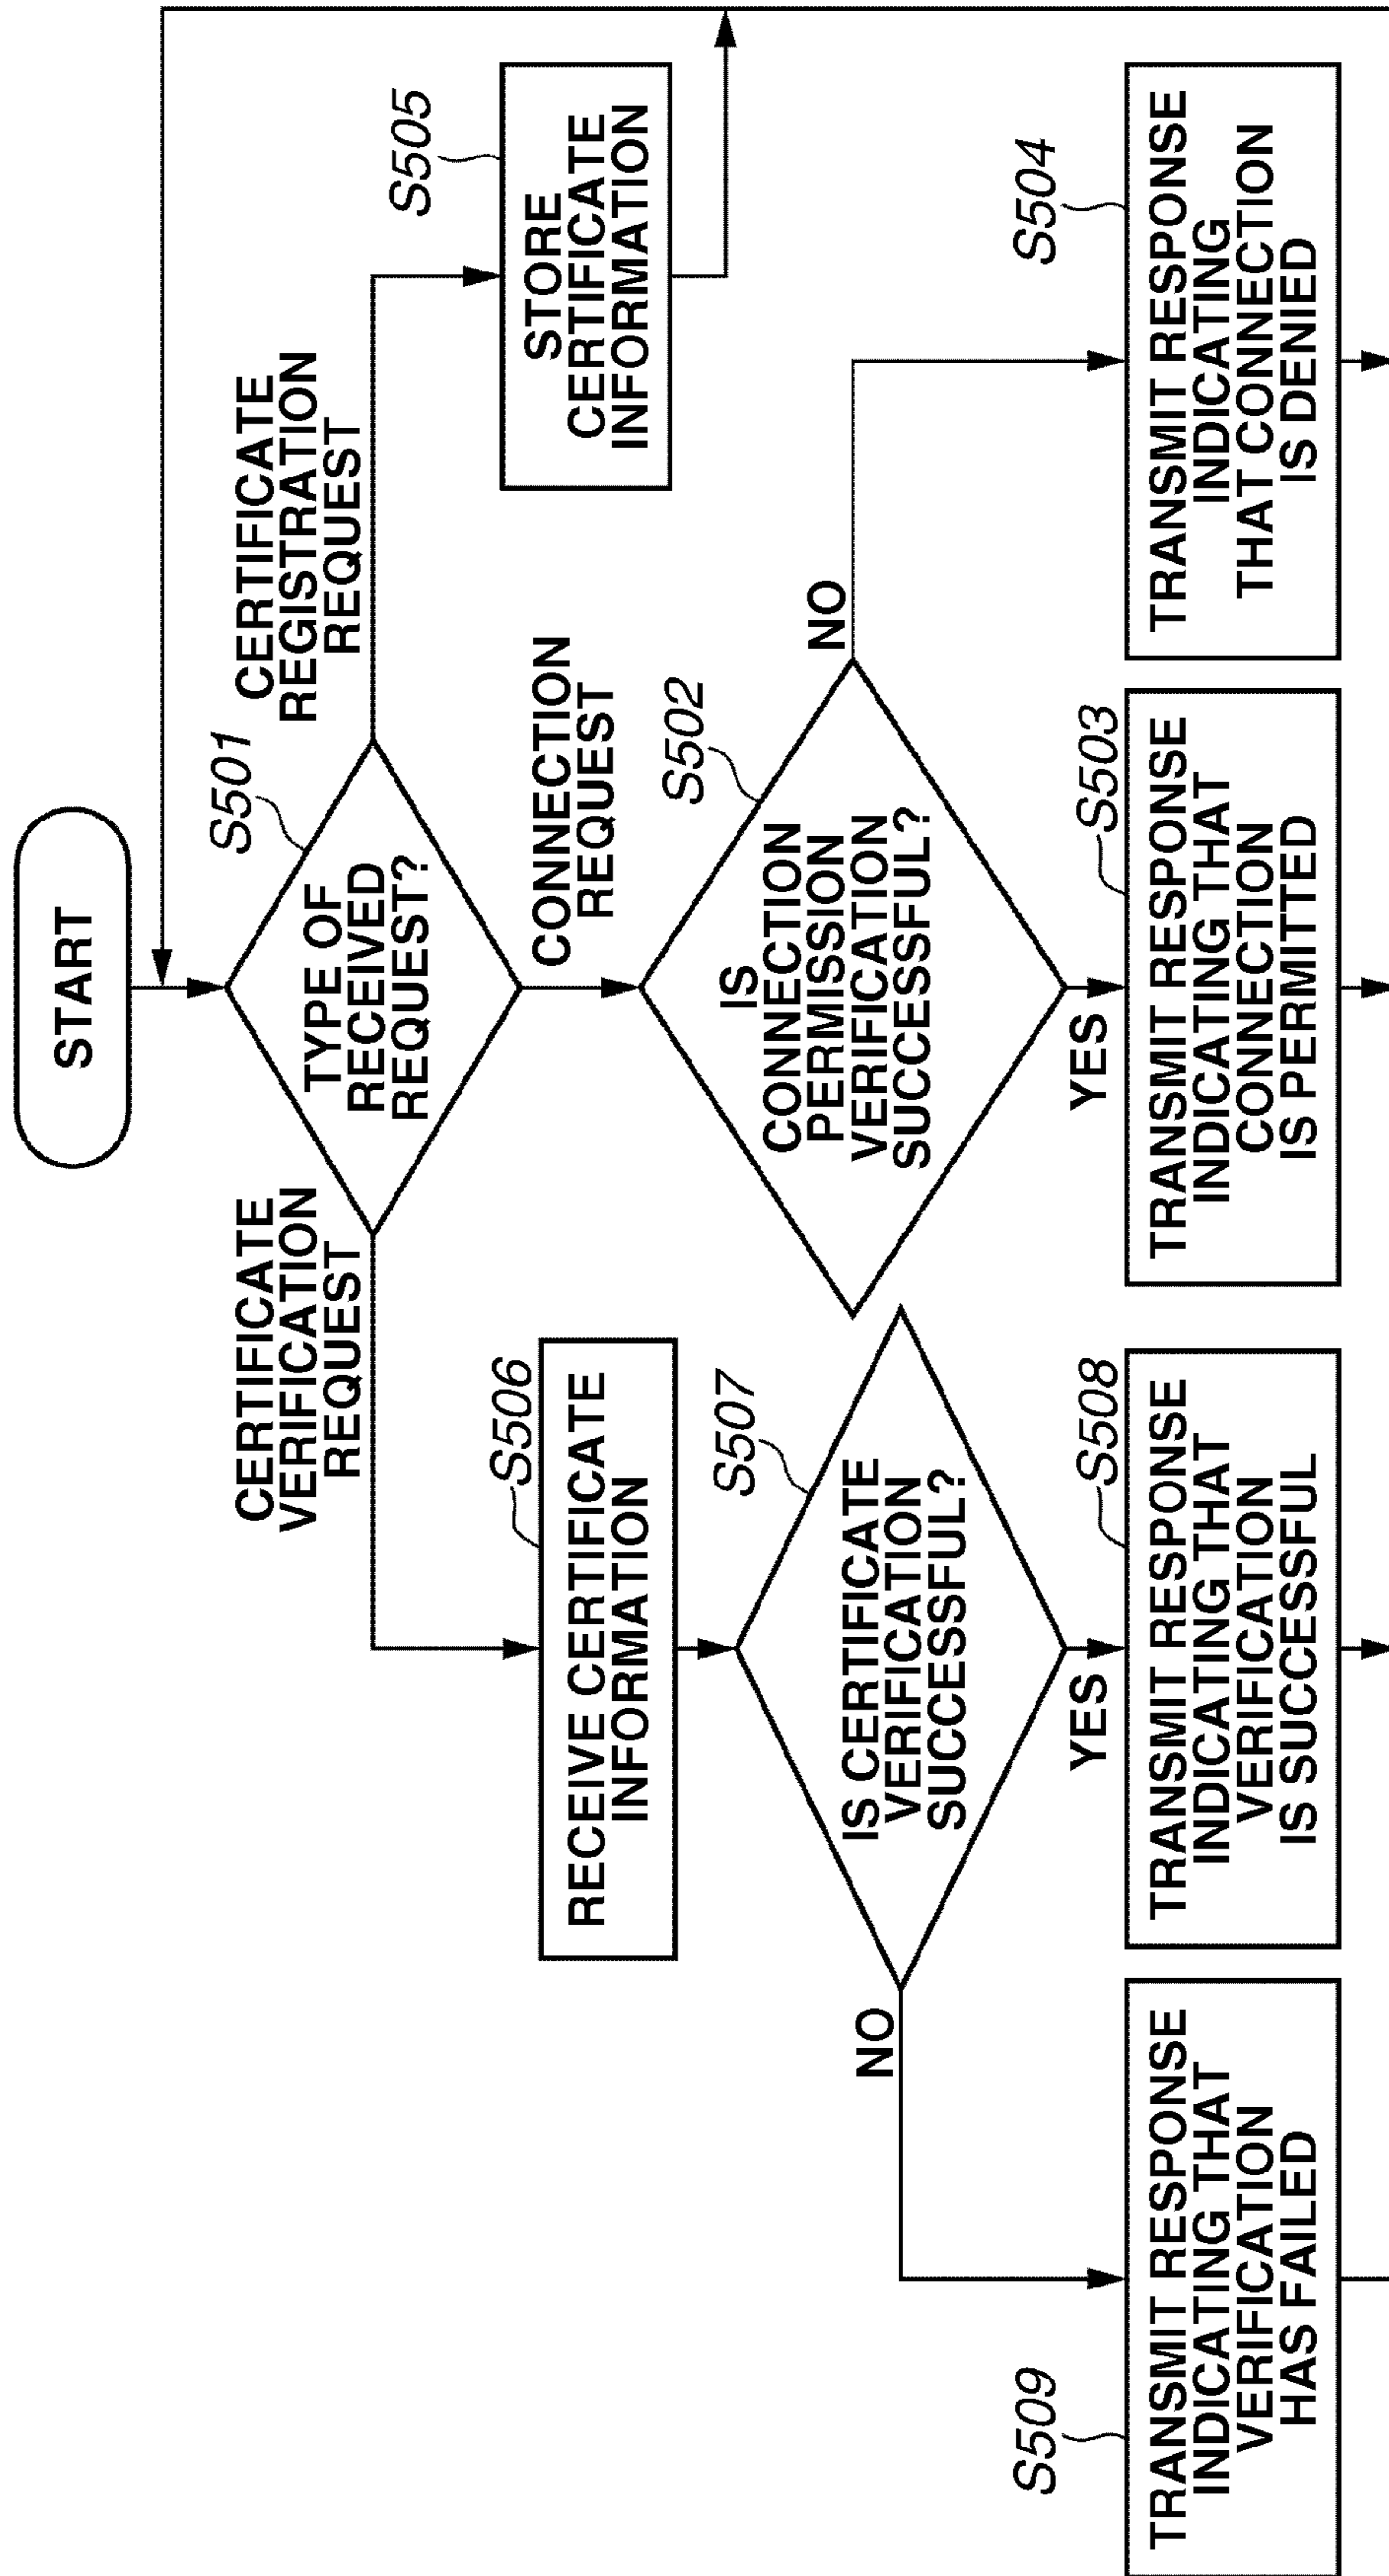 START
S501
TYPE OF
RECEIVED
REQUEST?
CERTIFICATE
VERIFICATION
REQUEST
CERTIFICATE
REGISTRATION
REQUEST
CONNECTION
REQUEST
S505
STORE
CERTIFICATE
INFORMATION
S506
RECEIVE CERTIFICATE
INFORMATION
S507
IS CERTIFICATE
VERIFICATION
SUCCESSFUL?
NO
YES
S502
IS
CONNECTION
PERMISSION
VERIFICATION
SUCCESSFUL?
NO
YES
S509
TRANSMIT RESPONSE
INDICATING THAT
VERIFICATION
HAS FAILED
S508
TRANSMIT RESPONSE
INDICATING THAT
VERIFICATION
IS SUCCESSFUL
S503
TRANSMIT RESPONSE
INDICATING THAT
CONNECTION
IS PERMITTED
S504
TRANSMIT RESPONSE
INDICATING
THAT CONNECTION
IS DENIED